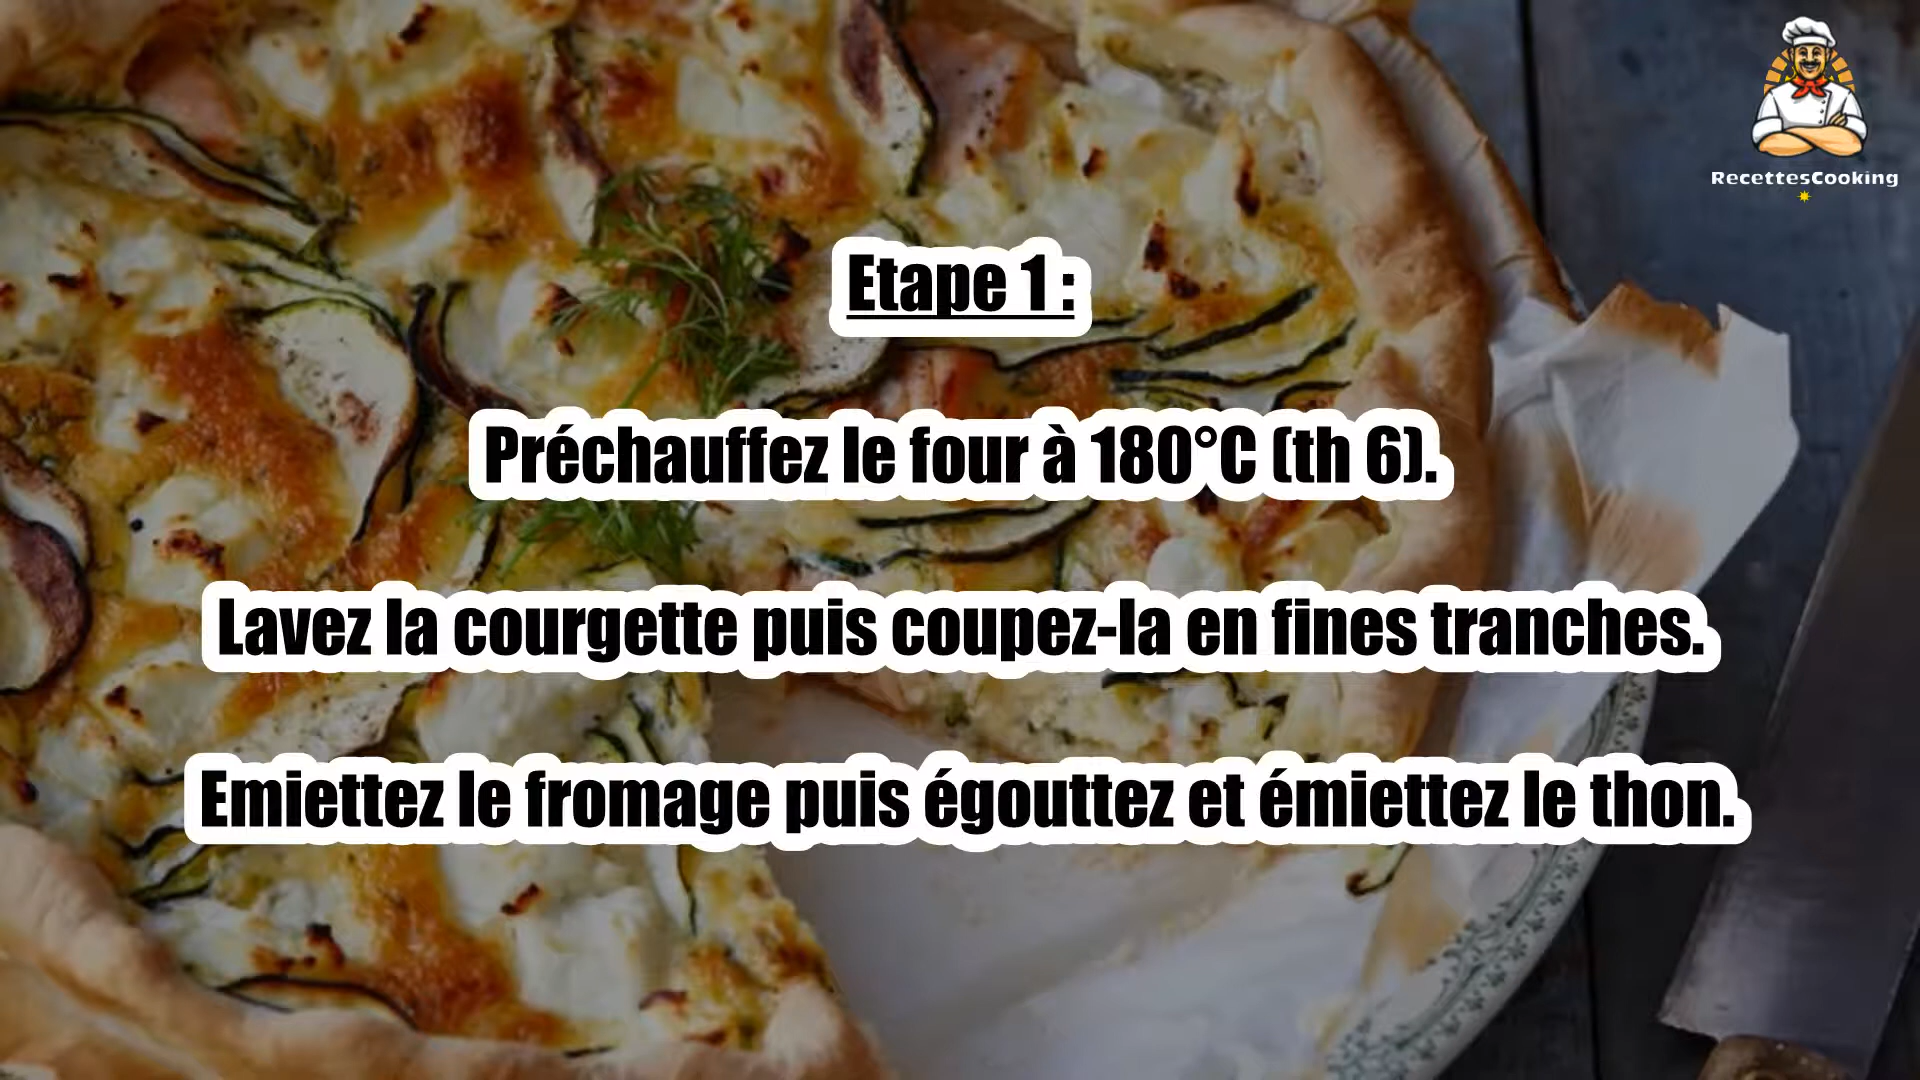 RecettesCooking
Etape 1 :
Préchauffez le four à 180°C (th 6).
Lavez la courgette puis coupez-la en fines tranches.
Emiettez le fromage puis égouttez et émiettez le thon.